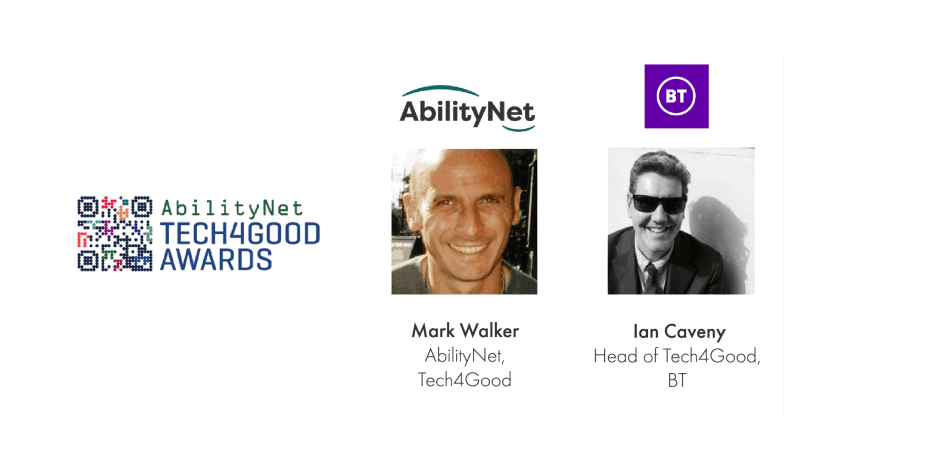 AbilityNet
TECH4GOOD
AWARDS
AbilityNet
Mark Walker
AbilityNet,
Tech4Good
BT
Ian Caveny
Head of Tech4Good,
BT